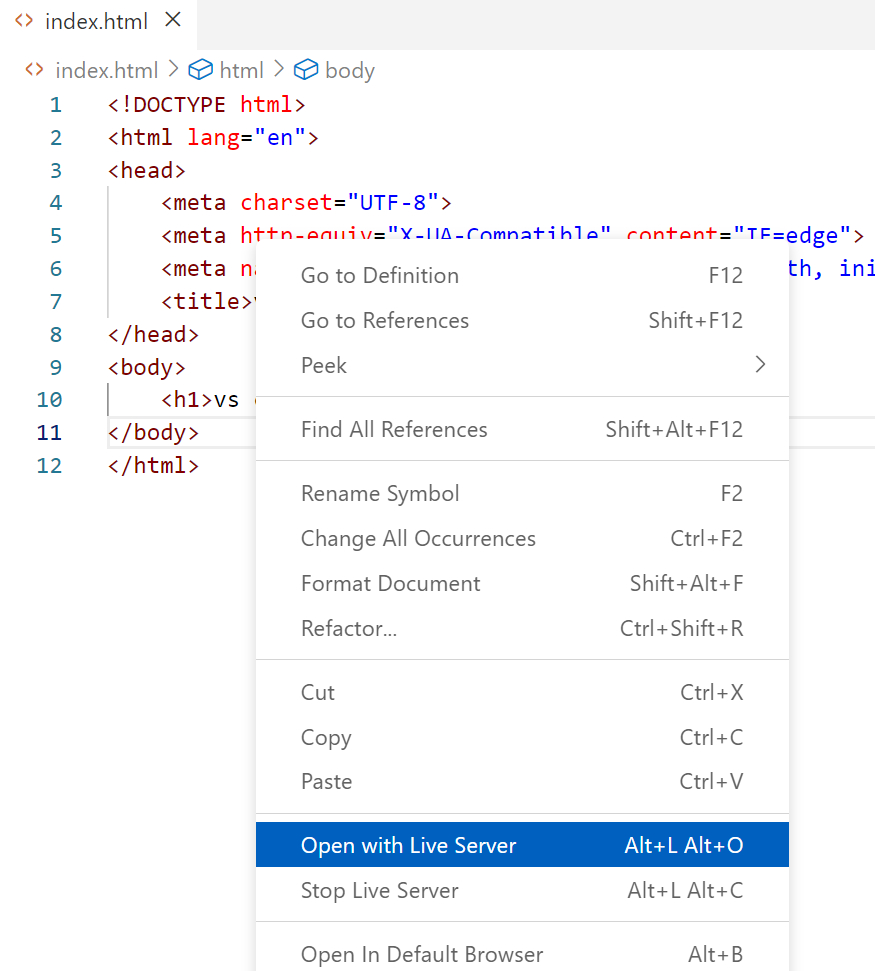 index.html
index.html > html > body
1 <!DOCTYPE html>
2 <html lang="en">
3 <head>
4 <meta charset="UTF-8">
5 <meta http-equiv="X-UA-Compatible" content="IE=edge">
6 <meta th, ini
7 <title>
8 </head>
9 <body>
10 <h1>vs
11 </body>
12 </html>
Go to Definition F12
Go to References Shift+F12
Peek
Find All References Shift+Alt+F12
Rename Symbol F2
Change All Occurrences Ctrl+F2
Format Document Shift+Alt+F
Refactor... Ctrl+Shift+R
Cut Ctrl+X
Copy Ctrl+C
Paste Ctrl+V
Open with Live Server Alt+L Alt+O
Stop Live Server Alt+L Alt+C
Open In Default Browser Alt+B